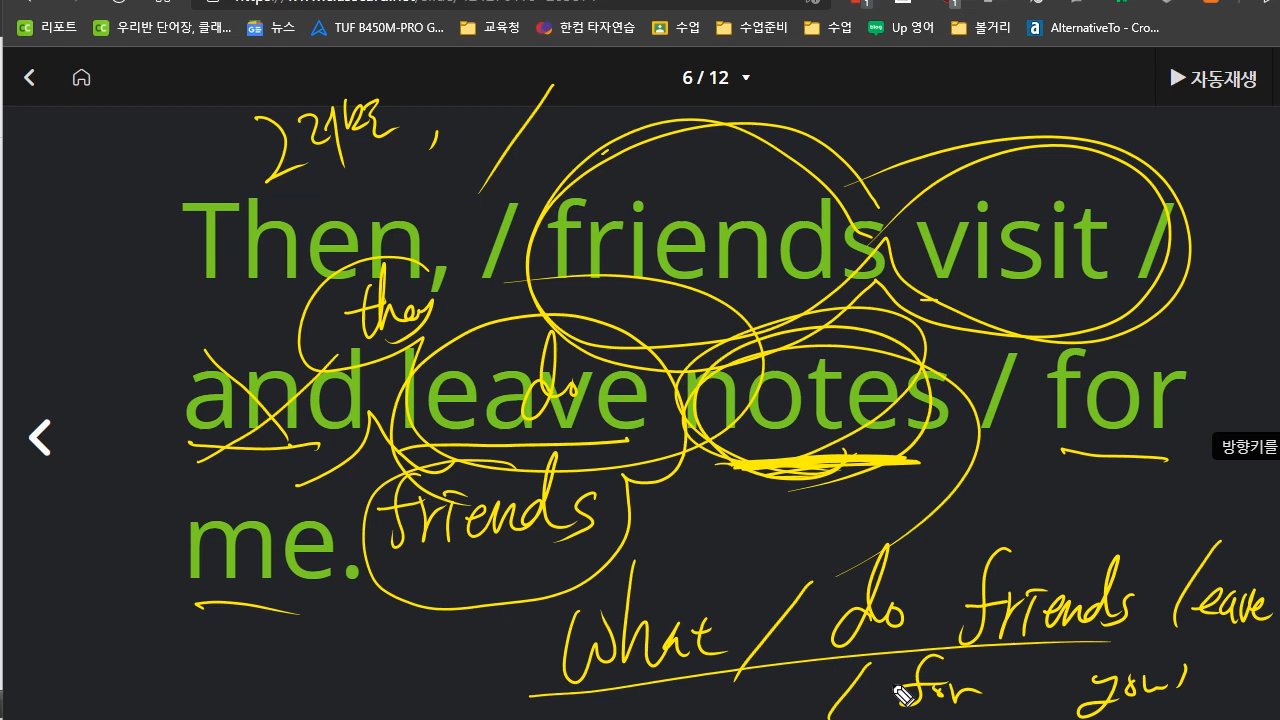 리포트 우리반 단어장, 클래... 뉴스 TUF B450M-PRO G... 교육청 한컴 타자연습 수업 수업준비 수업 Up 영어 볼거리 AlternativeTo - Cro...
6 / 12 자동재생
Then, / friends visit /
they
and leave notes / for
do
방향키를
me.
friends
What / do friends leave
/ for you